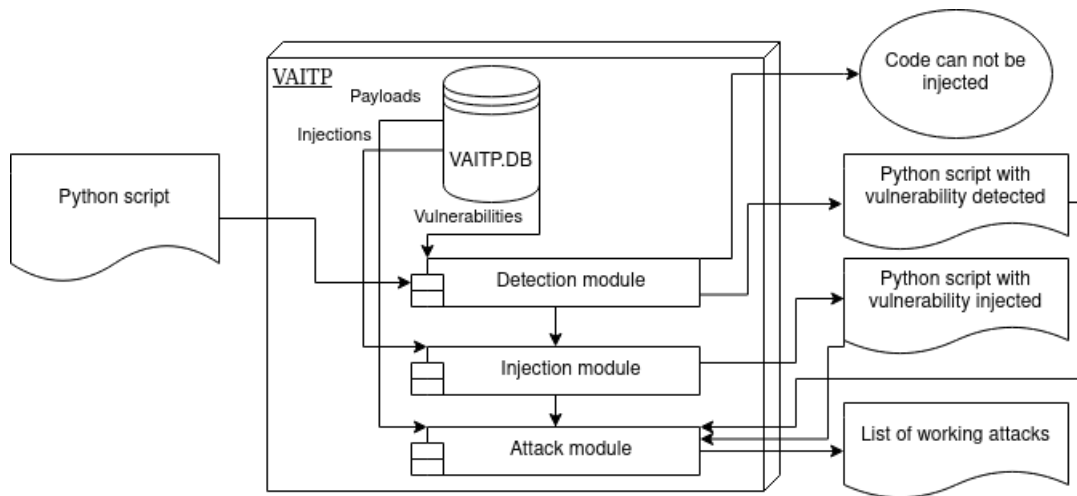 VAITP
Payloads
Injections
VAITP.DB
Vulnerabilities
Python script
Detection module
Injection module
Attack module
Code can not be
injected
Python script with
vulnerability detected
Python script with
vulnerability injected
List of working attacks